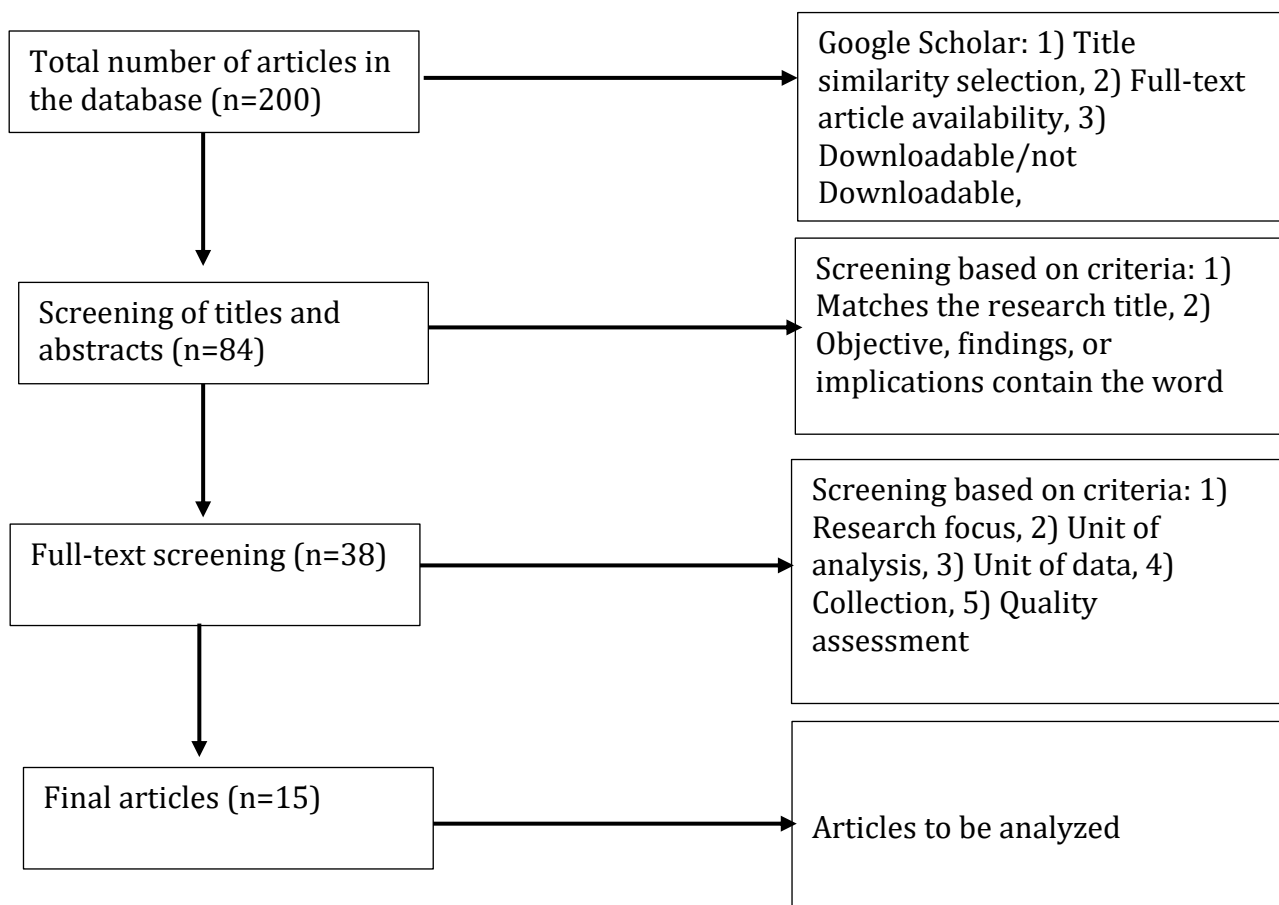 Total number of articles in
the database (n=200)
Google Scholar: 1) Title
similarity selection, 2) Full-text
article availability, 3)
Downloadable/not
Downloadable,
Screening of titles and
abstracts (n=84)
Screening based on criteria: 1)
Matches the research title, 2)
Objective, findings, or
implications contain the word
Full-text screening (n=38)
Screening based on criteria: 1)
Research focus, 2) Unit of
analysis, 3) Unit of data, 4)
Collection, 5) Quality
assessment
Final articles (n=15)
Articles to be analyzed